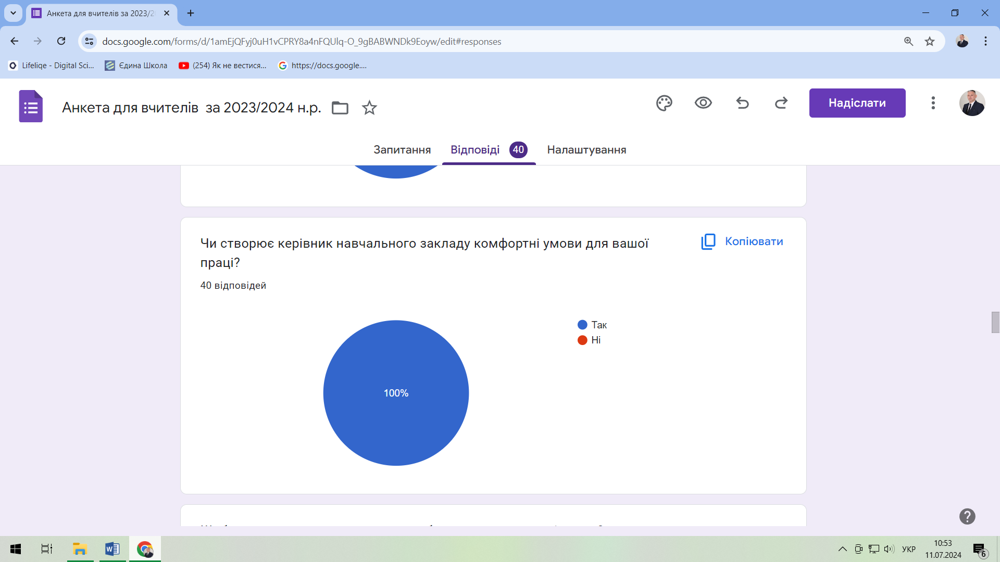 Анкета для вчителів за 2023/2
docs.google.com/forms/d/1amEjQFyj0uH1vCPRY8a4nFQUlq-O_9gBABWNDk9Eoyw/edit#responses
Lifeliqe - Digital Sci...
Єдина Школа
(254) Як не вестися...
https://docs.google....
Анкета для вчителів за 2023/2024 н.р.
Надіслати
Запитання
Відповіді 40
Налаштування
Чи створює керівник навчального закладу комфортні умови для вашої
праці?
Копіювати
40 відповідей
Так
Ні
100%
УКР
10:53
11.07.2024
6